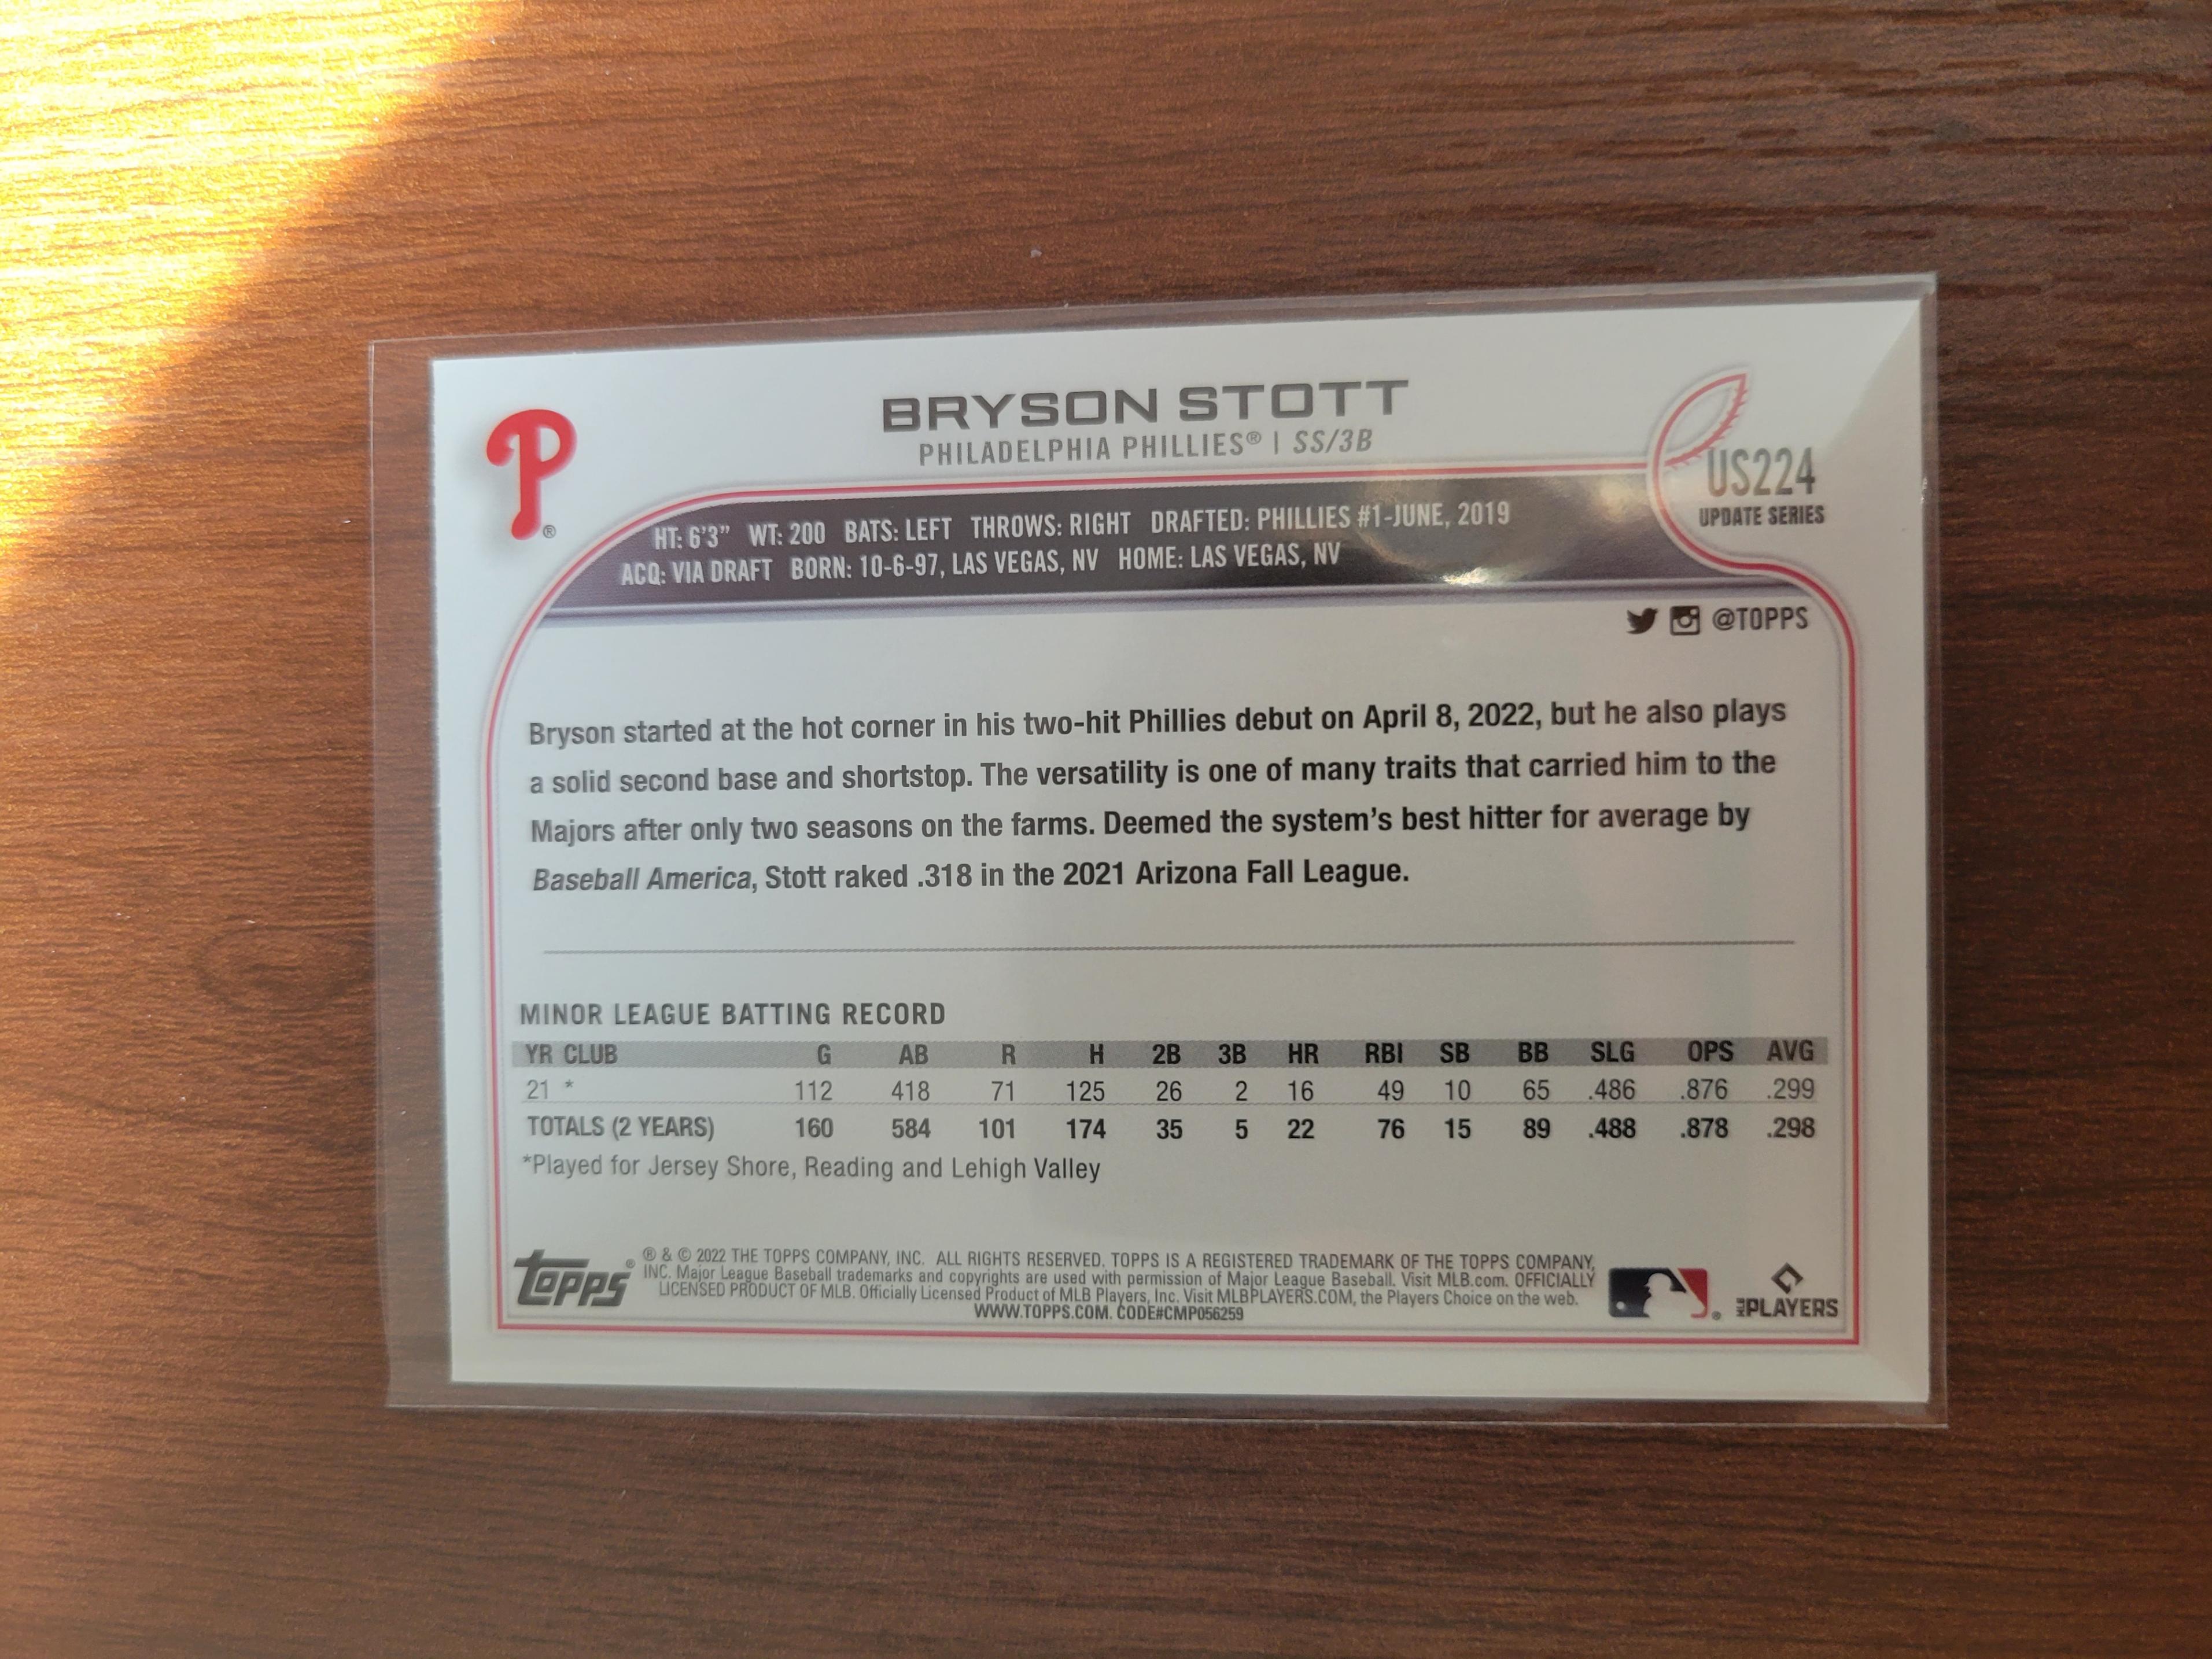 P®
BRYSON STOTT
PHILADELPHIA PHILLIES® | SS/3B
US224
UPDATE SERIES
HT: 6'3" WT: 200 BATS: LEFT THROWS: RIGHT DRAFTED: PHILLIES #1-JUNE, 2019
ACQ: VIA DRAFT BORN: 10-6-97, LAS VEGAS, NV HOME: LAS VEGAS, NV
@TOPPS
Bryson started at the hot corner in his two-hit Phillies debut on April 8, 2022, but he also plays
a solid second base and shortstop. The versatility is one of many traits that carried him to the
Majors after only two seasons on the farms. Deemed the system's best hitter for average by
Baseball America, Stott raked .318 in the 2021 Arizona Fall League.
MINOR LEAGUE BATTING RECORD
YR CLUB G AB R H 2B 3B HR RBI SB BB SLG OPS AVG
21 * 112 418 71 125 26 2 16 49 10 65 .486 .876 .299
TOTALS (2 YEARS) 160 584 101 174 35 5 22 76 15 89 .488 .878 .298
*Played for Jersey Shore, Reading and Lehigh Valley
Topps®
® & © 2022 THE TOPPS COMPANY, INC. ALL RIGHTS RESERVED. TOPPS IS A REGISTERED TRADEMARK OF THE TOPPS COMPANY,
INC. Major League Baseball trademarks and copyrights are used with permission of Major League Baseball. Visit MLB.com. OFFICIALLY
LICENSED PRODUCT OF MLB. Officially Licensed Product of MLB Players, Inc. Visit MLBPLAYERS.COM, the Players Choice on the web.
WWW.TOPPS.COM. CODE#CMP056259
®
MLB PLAYERS